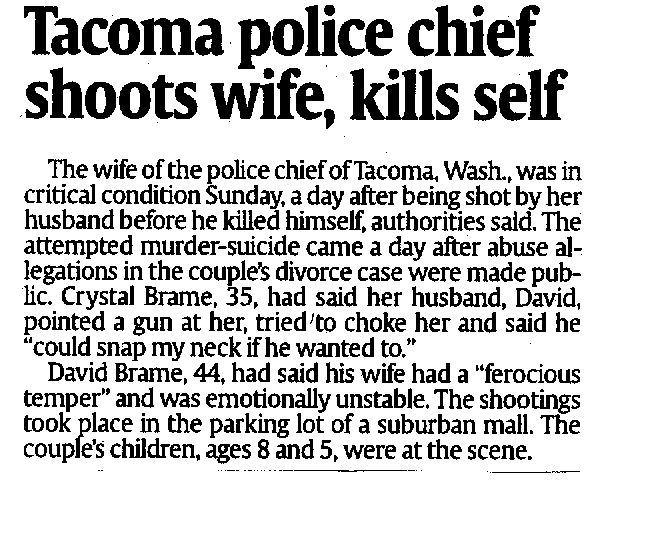 Tacoma police chief
shoots wife, kills self
The wife of the police chief of Tacoma, Wash., was in
critical condition Sunday, a day after being shot by her
husband before he killed himself, authorities said. The
attempted murder-suicide came a day after abuse al-
legations in the couple's divorce case were made pub-
lic. Crystal Brame, 35, had said her husband, David,
pointed a gun at her, tried to choke her and said he
“could snap my neck if he wanted to.”
David Brame, 44, had said his wife had a “ferocious
temper” and was emotionally unstable. The shootings
took place in the parking lot of a suburban mall. The
couple's children, ages 8 and 5, were at the scene.